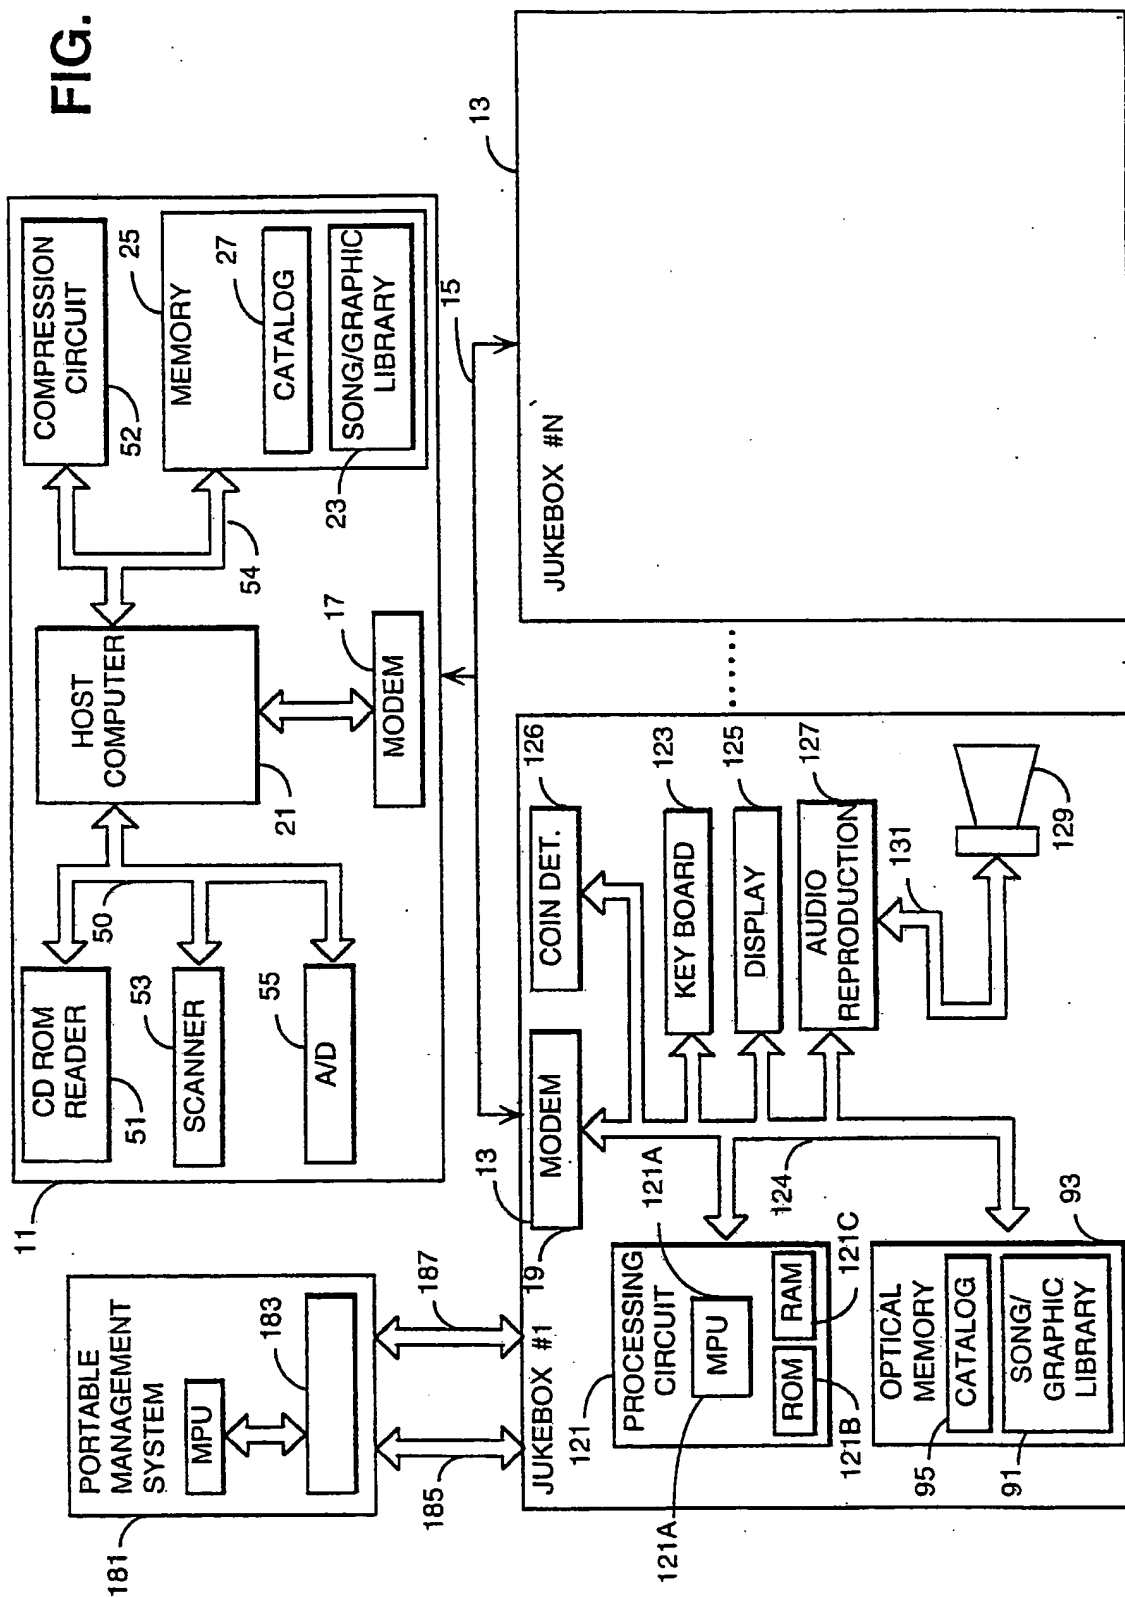 FIG.
11
CD ROM
READER
51
SCANNER
53
A/D
55
50
HOST
COMPUTER
21
MODEM
17
54
COMPRESSION
CIRCUIT
52
MEMORY
25
CATALOG
27
SONG/GRAPHIC
LIBRARY
23
15
181
PORTABLE
MANAGEMENT
SYSTEM
MPU
183
185
187
JUKEBOX #1
19
13
MODEM
COIN DET.
126
121
PROCESSING
CIRCUIT
MPU
121A
121A
ROM
RAM
121B
121C
KEY BOARD
123
DISPLAY
125
AUDIO
REPRODUCTION
127
131
129
124
OPTICAL
MEMORY
93
CATALOG
95
SONG/
GRAPHIC
LIBRARY
91
......
JUKEBOX #N
13